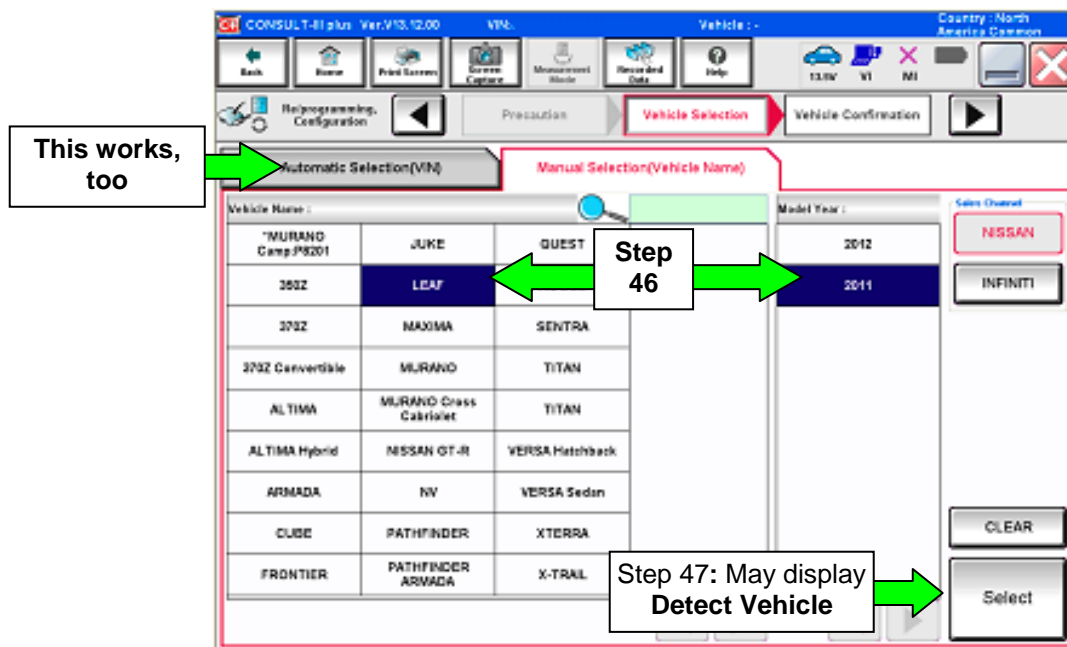 CONSULT-III plus Ver.V13.12.00 VIN:- Vehicle : - Country : North America Common
Back
Home
Print Screen
Screen Capture
Measurement Mode
Recorded Data
Help
13.1V
VI
MI
Re/programming, Configuration
Precaution
Vehicle Selection
Vehicle Confirmation
This works, too
Automatic Selection(VIN)
Manual Selection(Vehicle Name)
Vehicle Name :
Model Year :
Sales Channel
*MURANO Camp:P8201
JUKE
QUEST
2012
NISSAN
Step 46
350Z
LEAF
2011
INFINITI
370Z
MAXIMA
SENTRA
370Z Convertible
MURANO
TITAN
ALTIMA
MURANO Cross Cabriolet
TITAN
ALTIMA Hybrid
NISSAN GT-R
VERSA Hatchback
ARMADA
NV
VERSA Sedan
CUBE
PATHFINDER
XTERRA
CLEAR
FRONTIER
PATHFINDER ARMADA
X-TRAIL
Step 47: May display
Detect Vehicle
Select